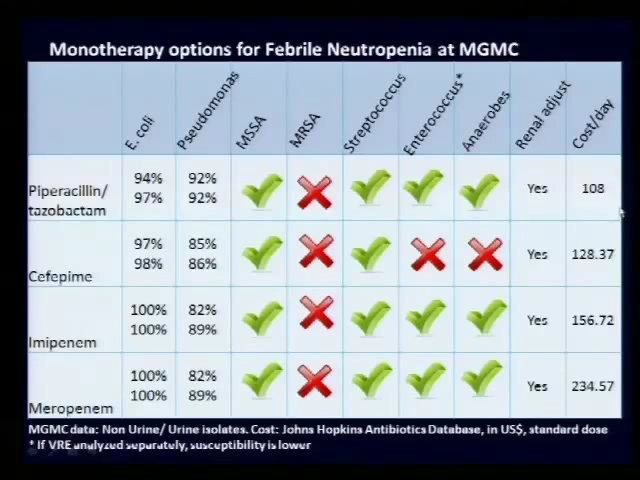 Monotherapy options for Febrile Neutropenia at MGMC
E. coli
Pseudomonas
MSSA
MRSA
Streptococcus
Enterococcus*
Anaerobes
Renal adjust
Cost/day
Piperacillin/
tazobactam
94%
97%
92%
92%
Yes
108
Cefepime
97%
98%
85%
86%
Yes
128.37
Imipenem
100%
100%
82%
89%
Yes
156.72
Meropenem
100%
100%
82%
89%
Yes
234.57
MGMC data: Non Urine/ Urine isolates. Cost: Johns Hopkins Antibiotics Database, in US$, standard dose
* If VRE analyzed separately, susceptibility is lower